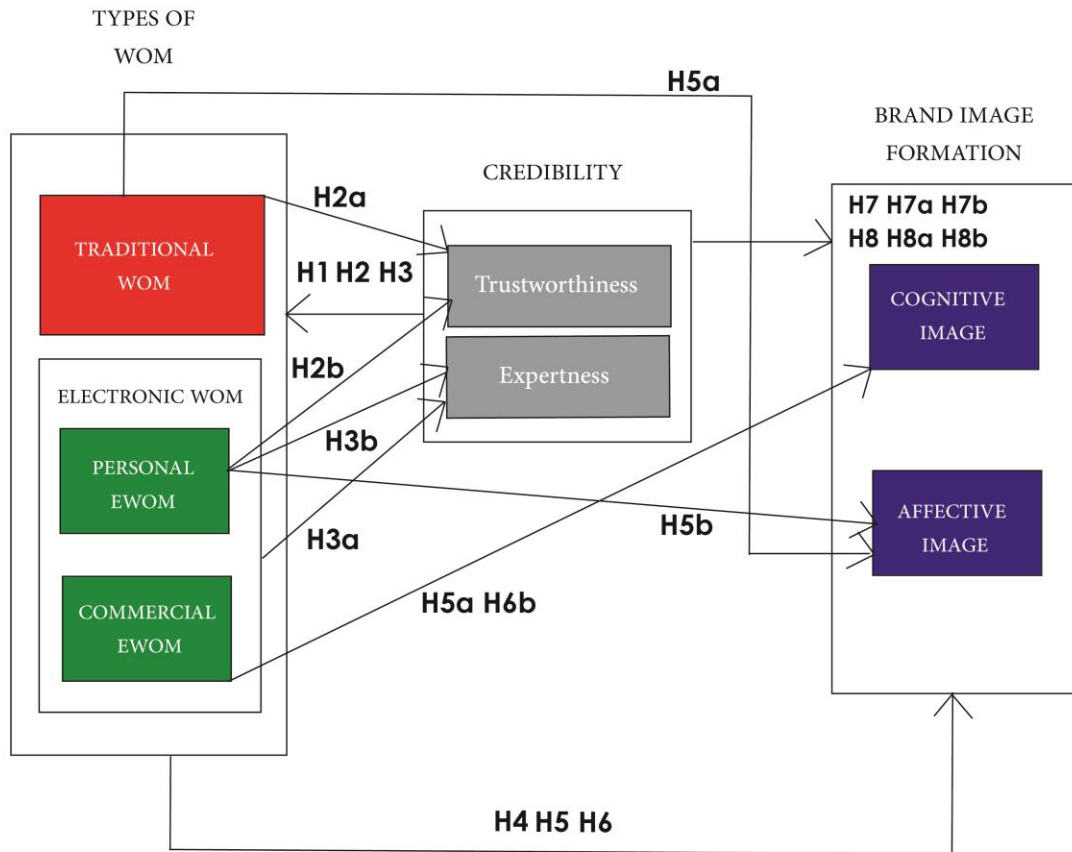 TYPES OF
WOM
H5a
BRAND IMAGE
FORMATION
CREDIBILITY
H2a
H7 H7a H7b
H8 H8a H8b
TRADITIONAL
WOM
H1 H2 H3
Trustworthiness
COGNITIVE
IMAGE
H2b
Expertness
ELECTRONIC WOM
H3b
PERSONAL
EWOM
H5b
AFFECTIVE
IMAGE
H3a
H5a H6b
COMMERCIAL
EWOM
H4 H5 H6